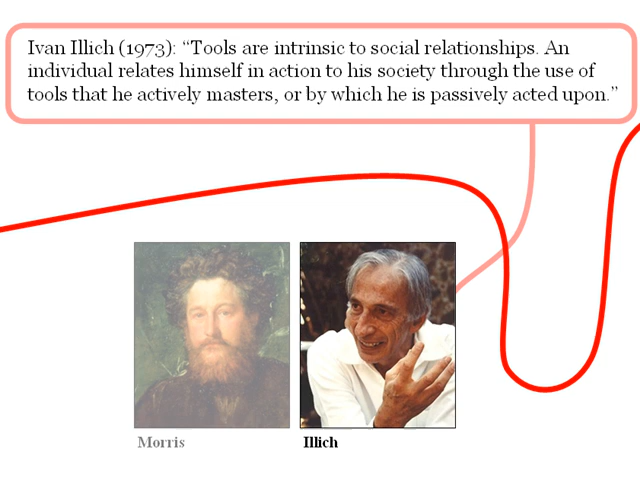 Ivan Illich (1973): “Tools are intrinsic to social relationships. An
individual relates himself in action to his society through the use of
tools that he actively masters, or by which he is passively acted upon.”
Morris
Illich